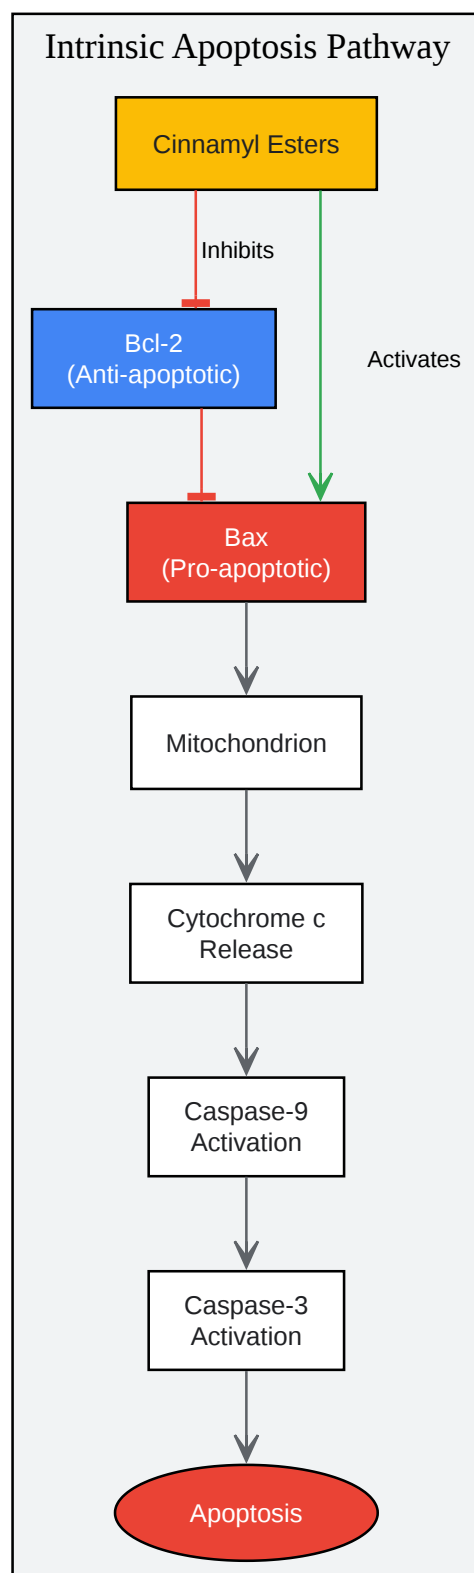 Intrinsic Apoptosis Pathway
Cinnamyl Esters
Inhibits
Bcl-2
(Anti-apoptotic)
Activates
Bax
(Pro-apoptotic)
Mitochondrion
Cytochrome c
Release
Caspase-9
Activation
Caspase-3
Activation
Apoptosis